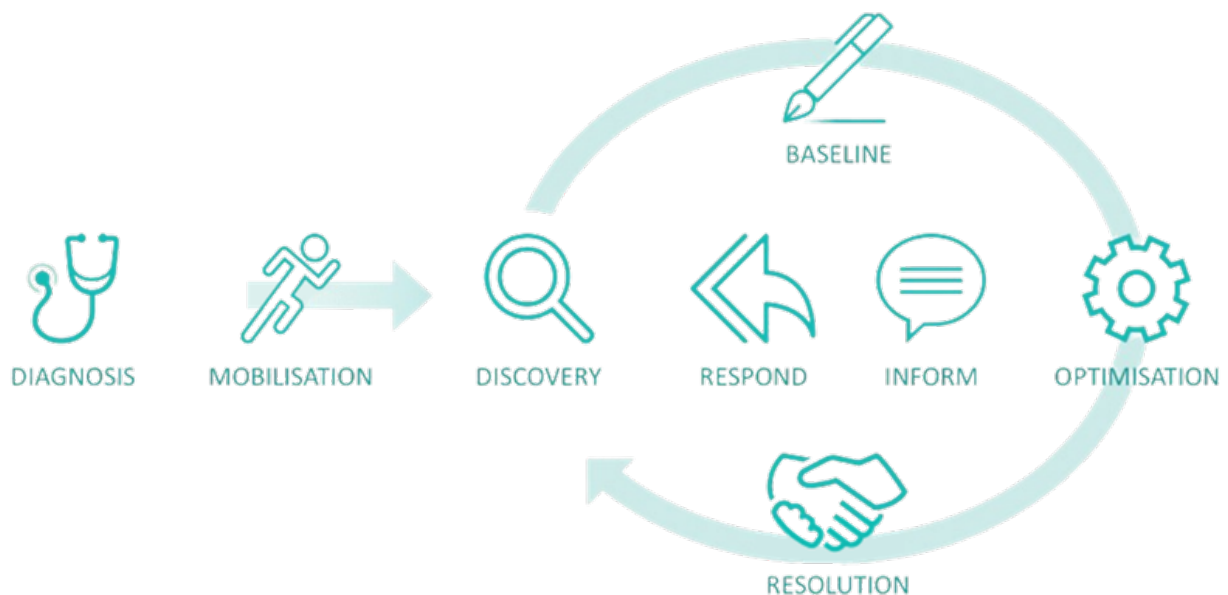 BASELINE
DIAGNOSIS
MOBILISATION
DISCOVERY
RESPOND
INFORM
OPTIMISATION
RESOLUTION